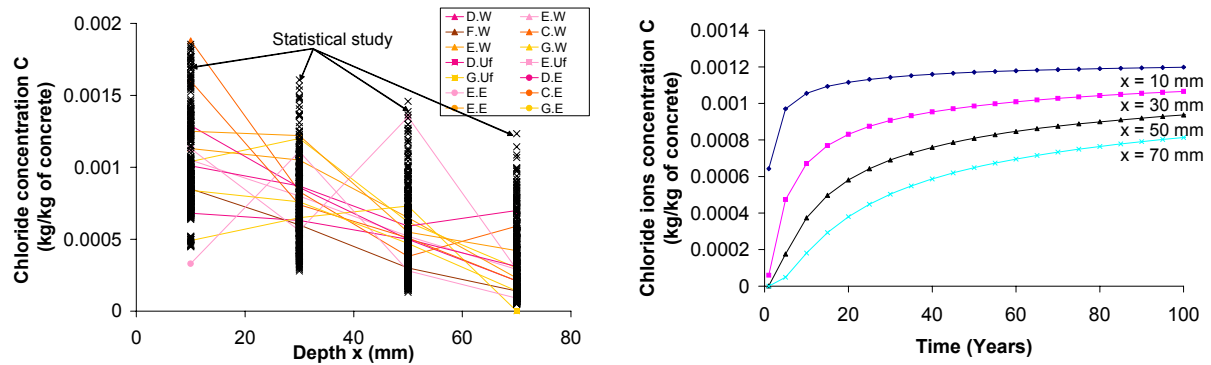 Chloride concentration C
(kg/kg of concrete)
0.002
0.0015
0.001
0.0005
0
0 20 40 60 80
Depth x (mm)
Statistical study
D.W E.W
F.W C.W
E.W G.W
D.Uf E.Uf
G.Uf D.E
E.E C.E
E.E G.E
Chloride ions concentration C
(kg/kg of concrete)
0.0014
0.0012
0.001
0.0008
0.0006
0.0004
0.0002
0
0 20 40 60 80 100
Time (Years)
x = 10 mm
x = 30 mm
x = 50 mm
x = 70 mm